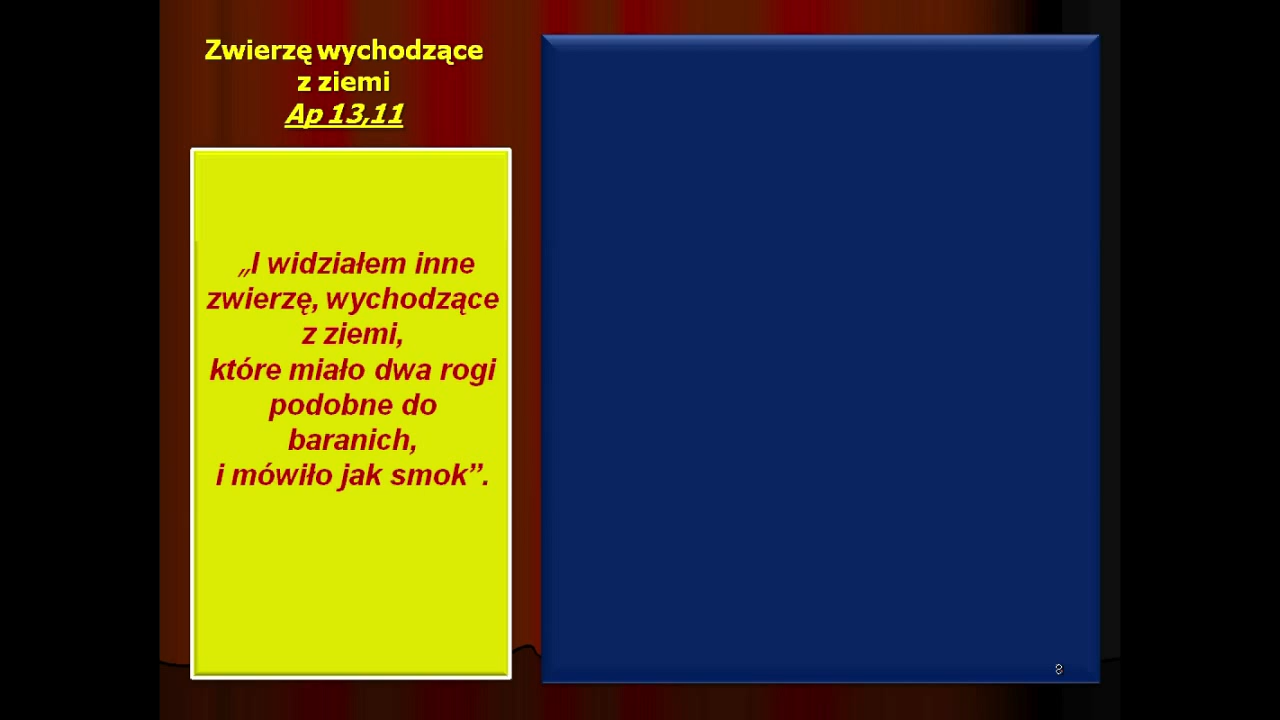 Zwierzę wychodzące
z ziemi
Ap 13,11
„I widziałem inne
zwierzę, wychodzące
z ziemi,
które miało dwa rogi
podobne do
baranich,
i mówiło jak smok”.
8